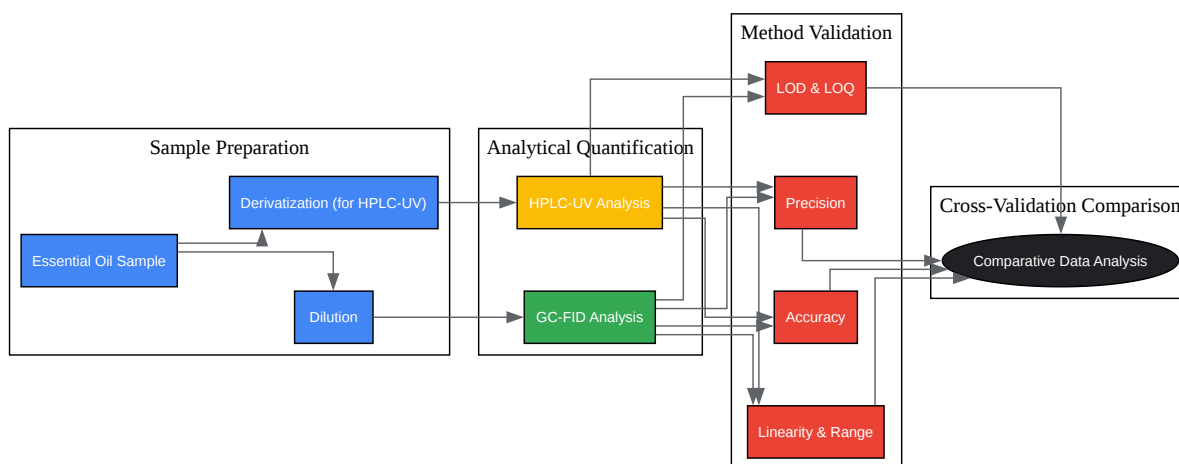 Sample Preparation
Derivatization (for HPLC-UV)
Essential Oil Sample
Dilution
Analytical Quantification
HPLC-UV Analysis
GC-FID Analysis
Method Validation
LOD & LOQ
Precision
Accuracy
Linearity & Range
Cross-Validation Comparison
Comparative Data Analysis